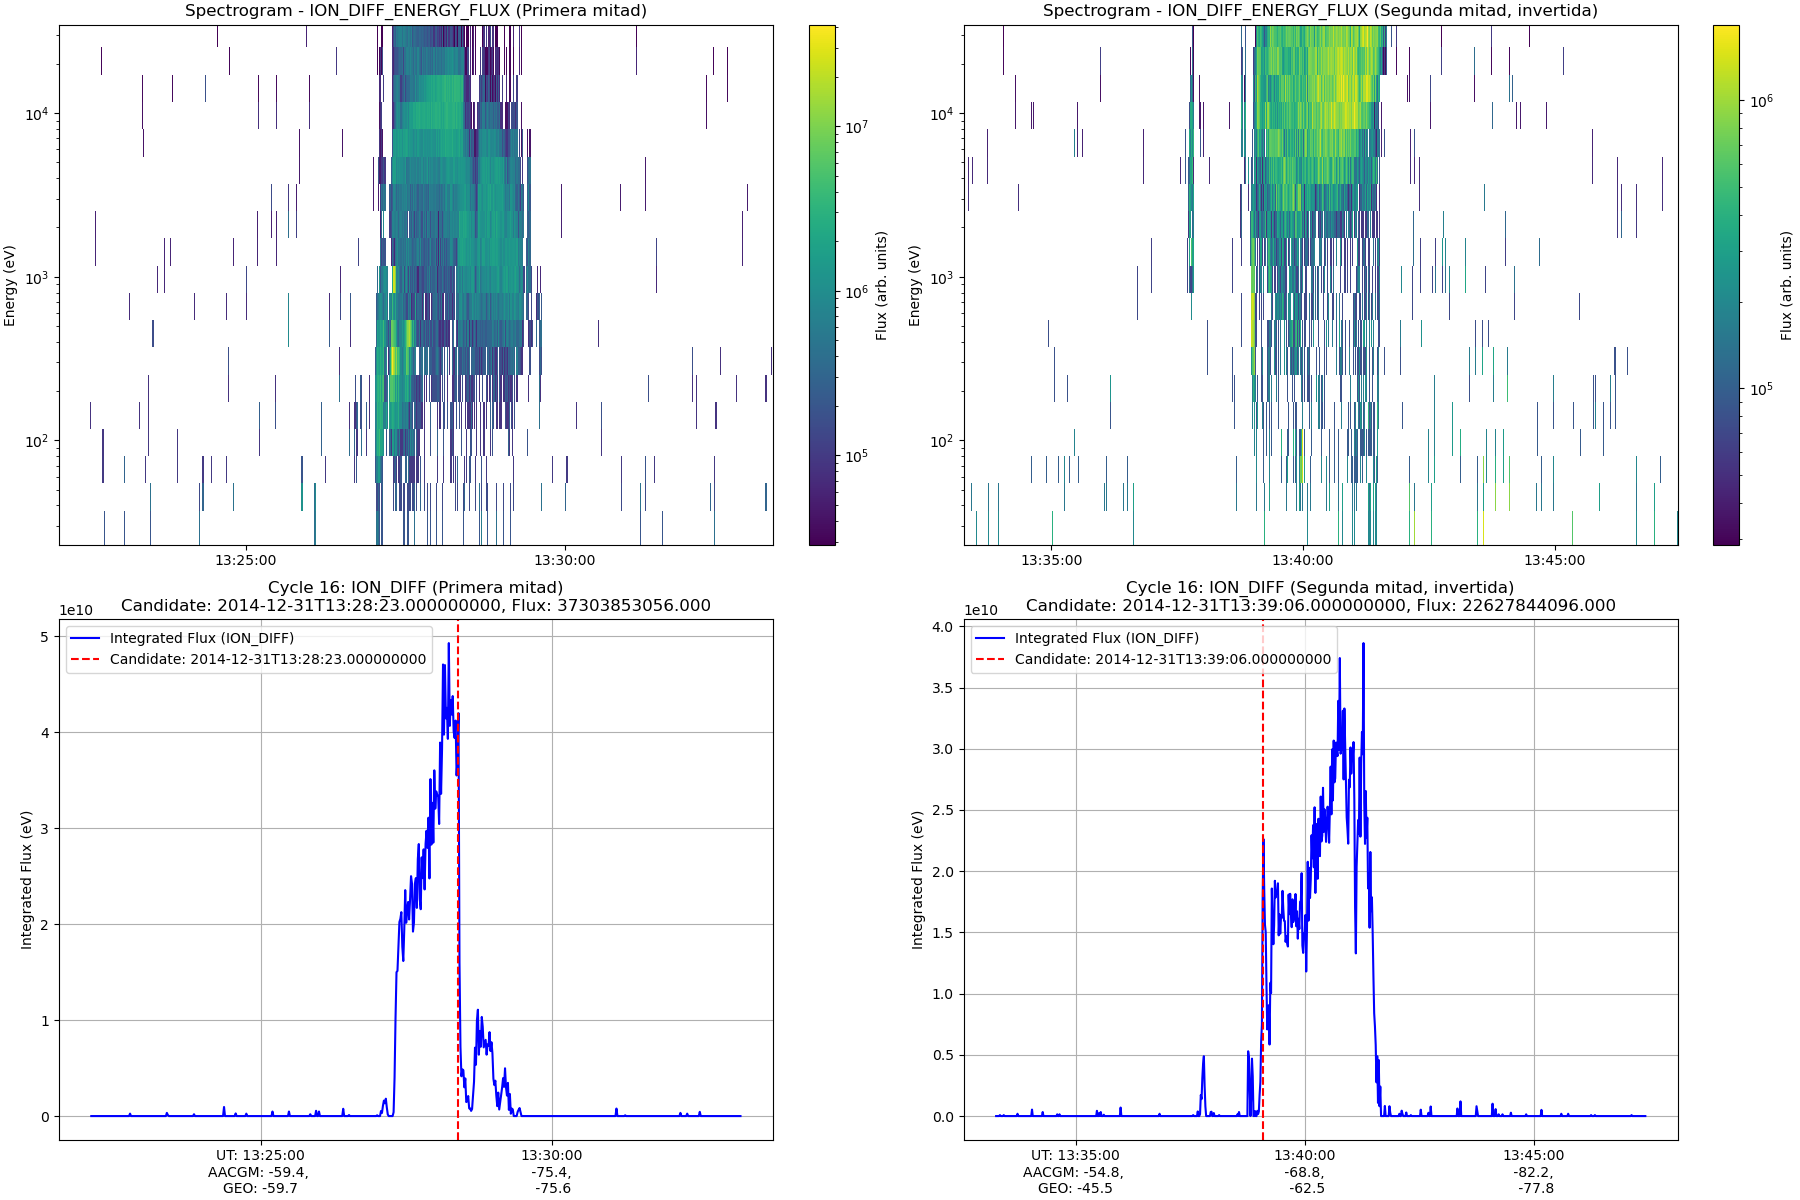 Spectrogram - ION_DIFF_ENERGY_FLUX (Primera mitad)
Energy (eV)
10^4
10^3
10^2
13:25:00
13:30:00
10^7
10^6
10^5
Flux (arb. units)
Spectrogram - ION_DIFF_ENERGY_FLUX (Segunda mitad, invertida)
Energy (eV)
10^4
10^3
10^2
13:35:00
13:40:00
13:45:00
10^6
10^5
Flux (arb. units)
Cycle 16: ION_DIFF (Primera mitad)
Candidate: 2014-12-31T13:28:23.000000000, Flux: 37303853056.000
1e10
Integrated Flux (ION_DIFF)
Candidate: 2014-12-31T13:28:23.000000000
Integrated Flux (eV)
5
4
3
2
1
0
UT: 13:25:00
AACGM: -59.4,
GEO: -59.7
13:30:00
-75.4,
-75.6
Cycle 16: ION_DIFF (Segunda mitad, invertida)
Candidate: 2014-12-31T13:39:06.000000000, Flux: 22627844096.000
1e10
Integrated Flux (ION_DIFF)
Candidate: 2014-12-31T13:39:06.000000000
Integrated Flux (eV)
4.0
3.5
3.0
2.5
2.0
1.5
1.0
0.5
0.0
UT: 13:35:00
AACGM: -54.8,
GEO: -45.5
13:40:00
-68.8,
-62.5
13:45:00
-82.2,
-77.8